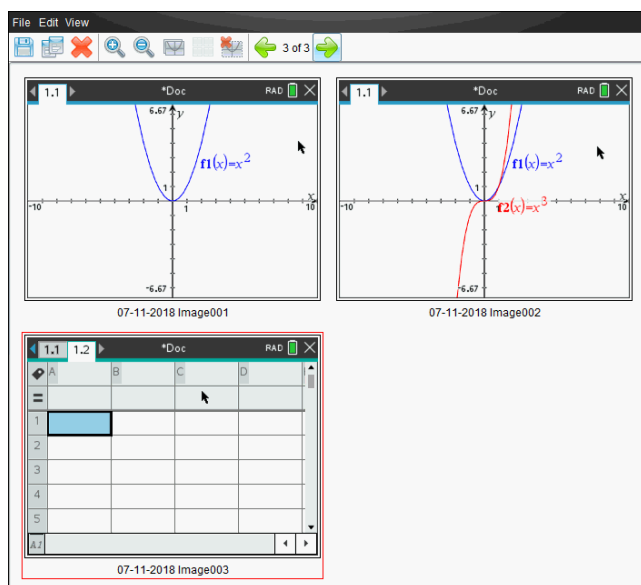 File Edit View
3 of 3
1.1 *Doc RAD
6.67 y
f1(x)=x²
1
-10 1 x 10
-6.67
07-11-2018 Image001
1.1 *Doc RAD
6.67 y
f1(x)=x²
1
-10 1 x 10
f2(x)=x³
-6.67
07-11-2018 Image002
1.1 1.2 *Doc RAD
A B C D
=
1
2
3
4
5
A1
07-11-2018 Image003